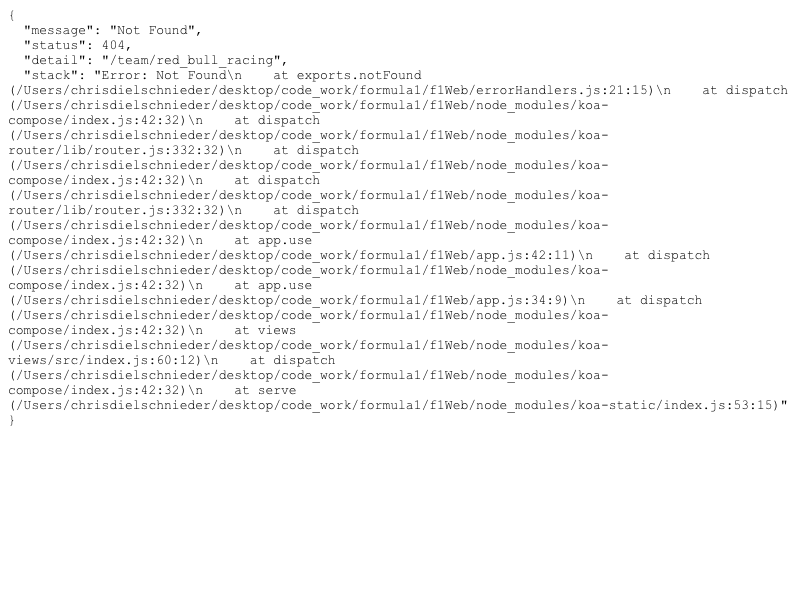 {
  "message": "Not Found",
  "status": 404,
  "detail": "/team/red_bull_racing",
  "stack": "Error: Not Found\n    at exports.notFound
(/Users/chrisdielschnieder/desktop/code_work/formula1/f1Web/errorHandlers.js:21:15)\n    at dispatch
(/Users/chrisdielschnieder/desktop/code_work/formula1/f1Web/node_modules/koa-
compose/index.js:42:32)\n    at dispatch
(/Users/chrisdielschnieder/desktop/code_work/formula1/f1Web/node_modules/koa-
router/lib/router.js:332:32)\n    at dispatch
(/Users/chrisdielschnieder/desktop/code_work/formula1/f1Web/node_modules/koa-
compose/index.js:42:32)\n    at dispatch
(/Users/chrisdielschnieder/desktop/code_work/formula1/f1Web/node_modules/koa-
router/lib/router.js:332:32)\n    at dispatch
(/Users/chrisdielschnieder/desktop/code_work/formula1/f1Web/node_modules/koa-
compose/index.js:42:32)\n    at app.use
(/Users/chrisdielschnieder/desktop/code_work/formula1/f1Web/app.js:42:11)\n    at dispatch
(/Users/chrisdielschnieder/desktop/code_work/formula1/f1Web/node_modules/koa-
compose/index.js:42:32)\n    at app.use
(/Users/chrisdielschnieder/desktop/code_work/formula1/f1Web/app.js:34:9)\n    at dispatch
(/Users/chrisdielschnieder/desktop/code_work/formula1/f1Web/node_modules/koa-
compose/index.js:42:32)\n    at views
(/Users/chrisdielschnieder/desktop/code_work/formula1/f1Web/node_modules/koa-
views/src/index.js:60:12)\n    at dispatch
(/Users/chrisdielschnieder/desktop/code_work/formula1/f1Web/node_modules/koa-
compose/index.js:42:32)\n    at serve
(/Users/chrisdielschnieder/desktop/code_work/formula1/f1Web/node_modules/koa-static/index.js:53:15)"
}